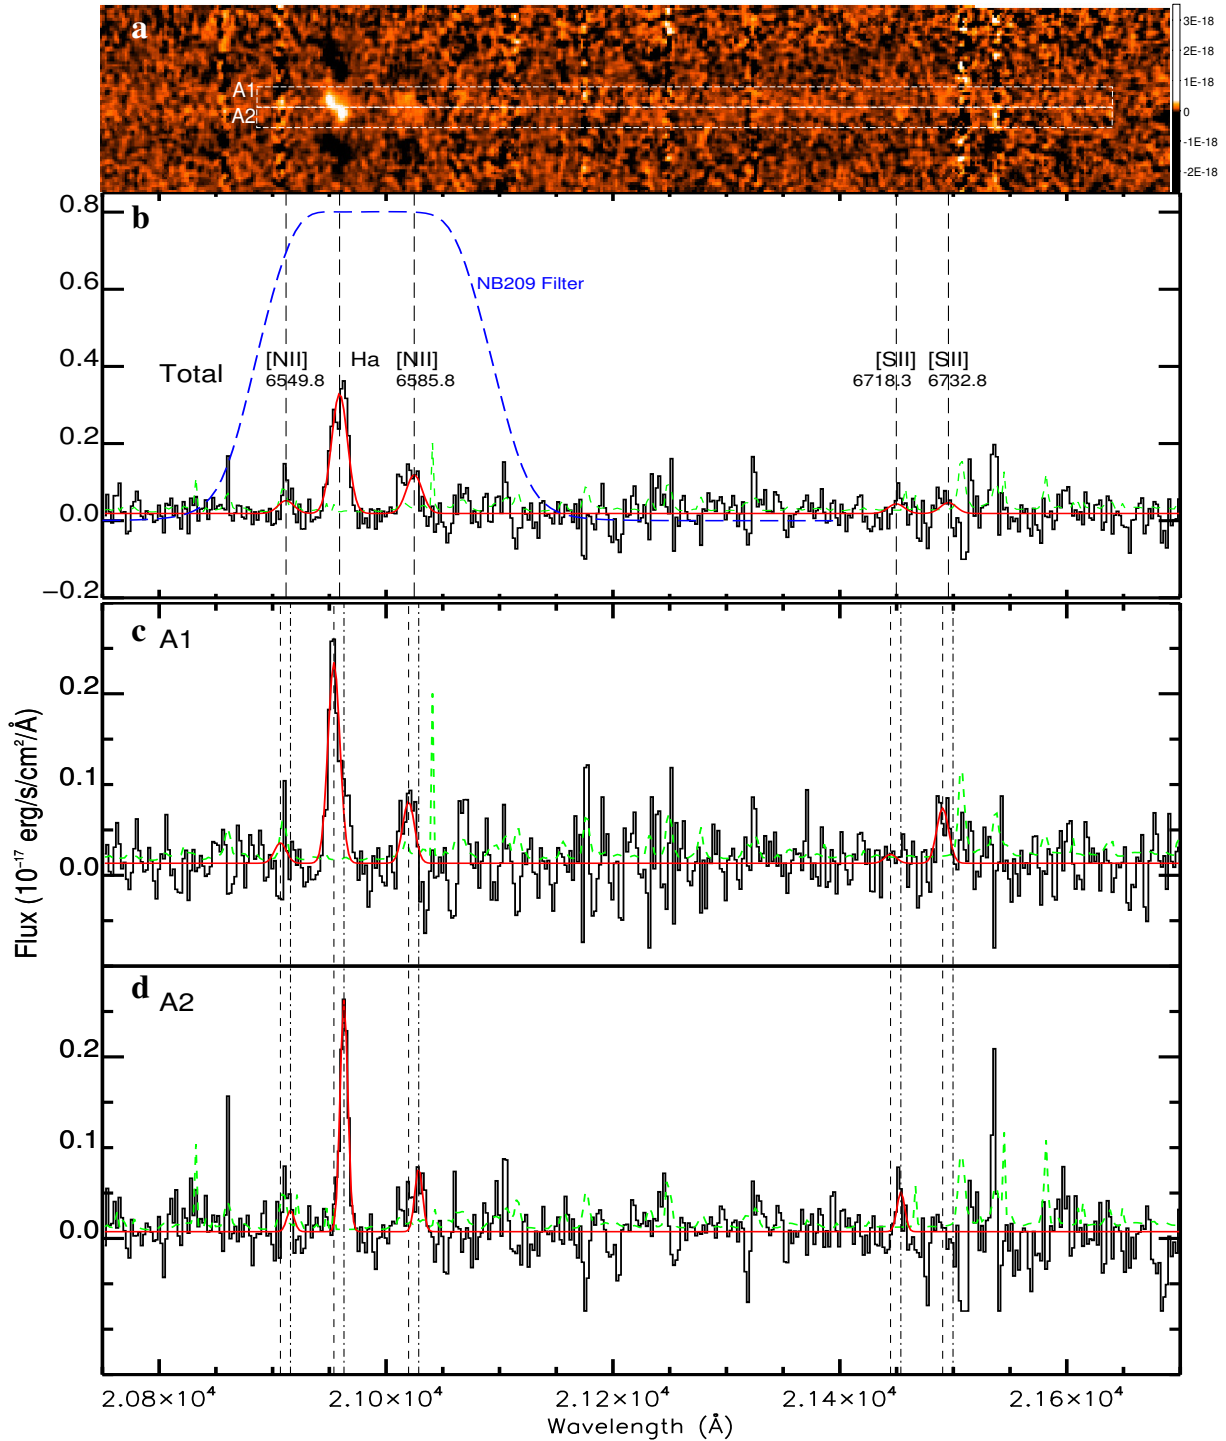 a
A1
A2
3E-18
2E-18
1E-18
0
-1E-18
-2E-18
b
0.8
0.6
0.4
0.2
0.0
−0.2
NB209 Filter
Total
[NII]
6549.8
Ha
[NII]
6585.8
[SII]
6718.3
[SII]
6732.8
c A1
0.2
0.1
0.0
d A2
0.2
0.1
0.0
Flux (10⁻¹⁷ erg/s/cm²/Å)
2.08×10⁴
2.10×10⁴
2.12×10⁴
2.14×10⁴
2.16×10⁴
Wavelength (Å)